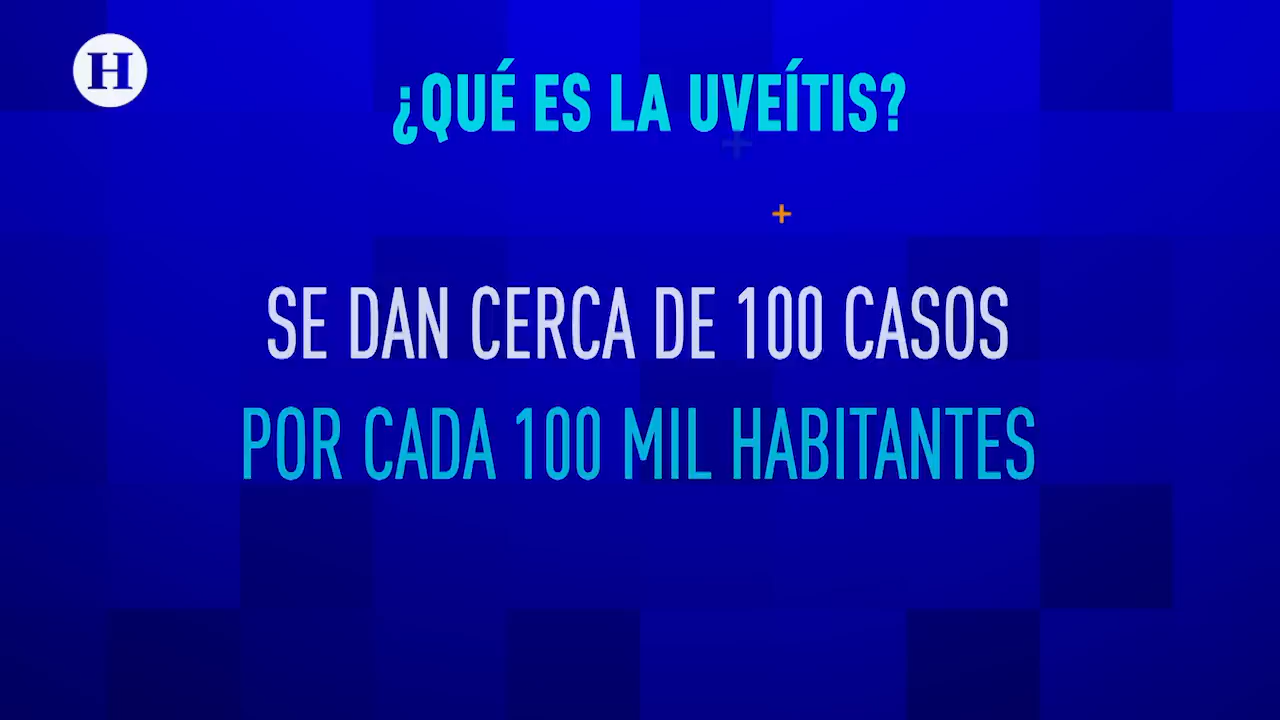 H
¿QUÉ ES LA UVEÍTIS?
SE DAN CERCA DE 100 CASOS
POR CADA 100 MIL HABITANTES